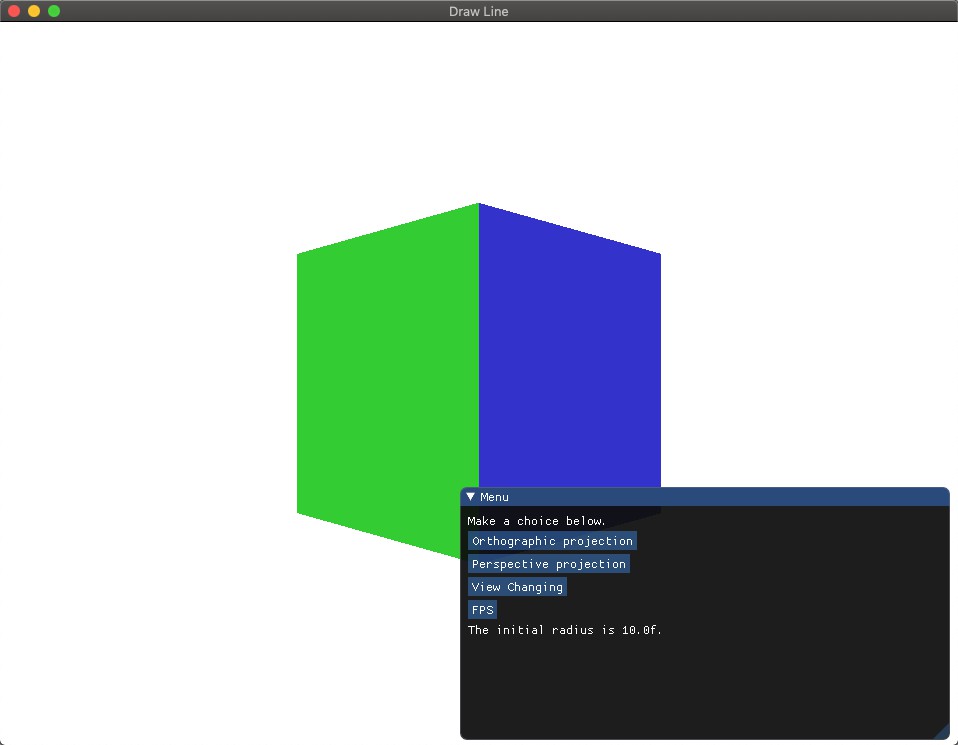 Draw Line
Menu
Make a choice below.
Orthographic projection
Perspective projection
View Changing
FPS
The initial radius is 10.0f.